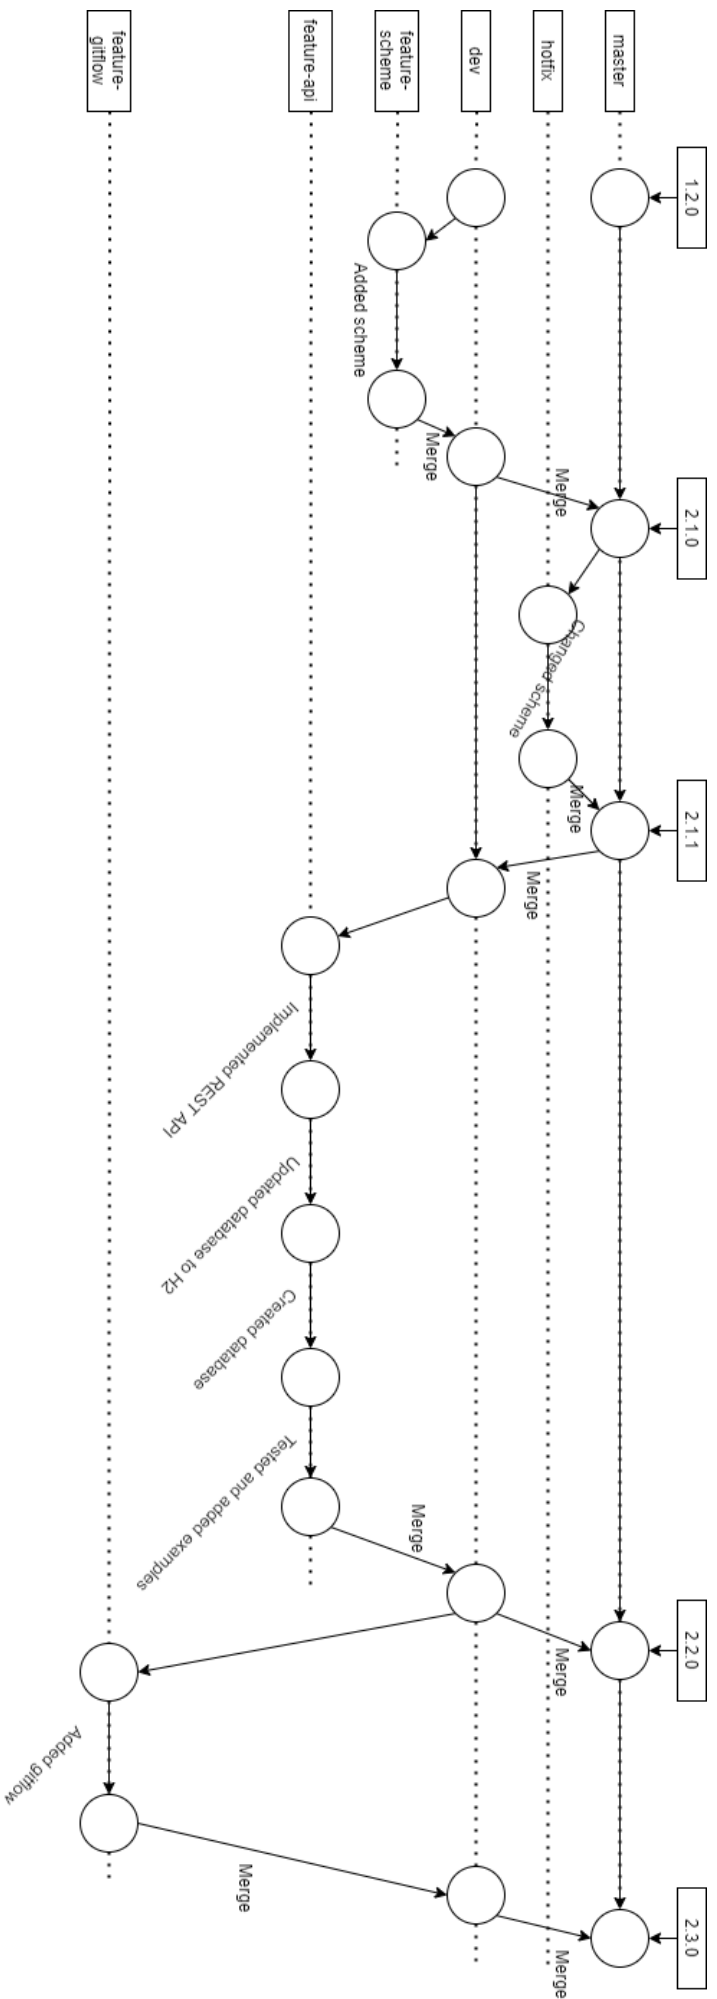 1.2.0
2.1.0
2.1.1
2.2.0
2.3.0
master
hotfix
dev
feature-
scheme
feature-api
feature-
gitflow
Merge
Changed scheme
Merge
Merge
Merge
Merge
Merge
Added scheme
Merge
Implemented REST API
Updated database to H2
Created database
Tested and added examples
Merge
Added gitflow